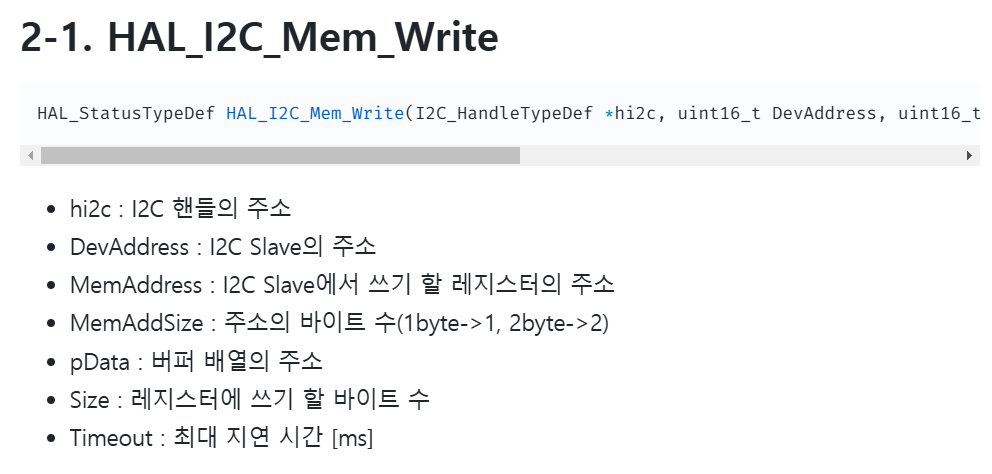 2-1. HAL_I2C_Mem_Write
HAL_StatusTypeDef HAL_I2C_Mem_Write(I2C_HandleTypeDef *hi2c, uint16_t DevAddress, uint16_t
• hi2c : I2C 핸들의 주소
• DevAddress : I2C Slave의 주소
• MemAddress : I2C Slave에서 쓰기 할 레지스터의 주소
• MemAddSize : 주소의 바이트 수(1byte->1, 2byte->2)
• pData : 버퍼 배열의 주소
• Size : 레지스터에 쓰기 할 바이트 수
• Timeout : 최대 지연 시간 [ms]